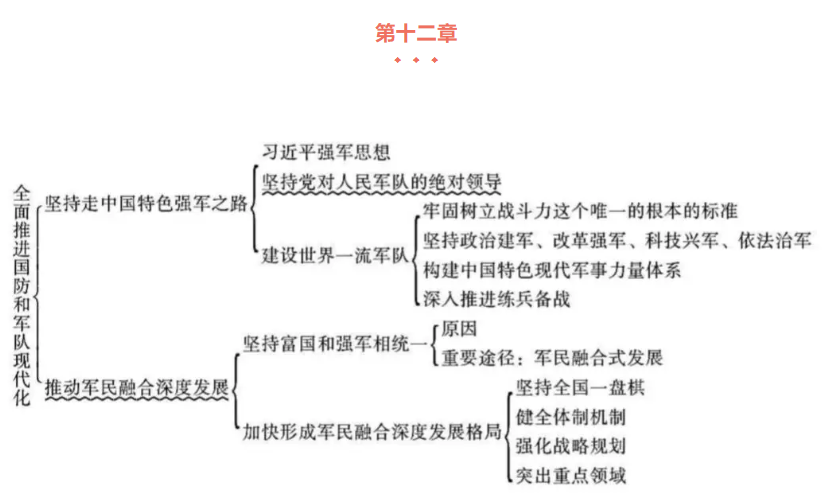 第十二章
全面推进国防和军队现代化
坚持走中国特色强军之路
习近平强军思想
坚持党对人民军队的绝对领导
建设世界一流军队
牢固树立战斗力这个唯一的根本的标准
坚持政治建军、改革强军、科技兴军、依法治军
构建中国特色现代军事力量体系
深入推进练兵备战
推动军民融合深度发展
坚持富国和强军相统一
原因
重要途径：军民融合式发展
加快形成军民融合深度发展格局
坚持全国一盘棋
健全体制机制
强化战略规划
突出重点领域